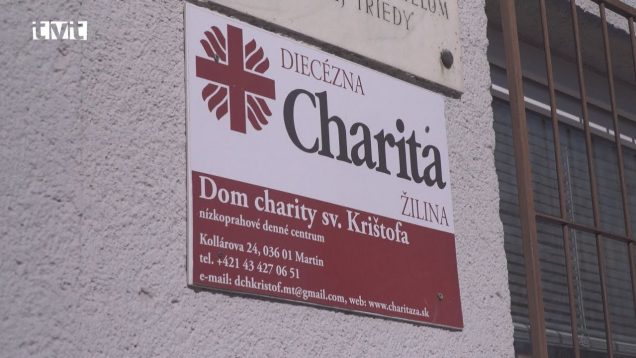 itvit
TRIEDY
DIECÉZNA
Charita
ŽILINA
Dom charity sv. Krištofa
nízkoprahové denné centrum
Kollárova 24, 036 01 Martin
tel. +421 43 427 06 51
e-mail: dchkristof.mt@gmail.com, web: www.charitaza.sk